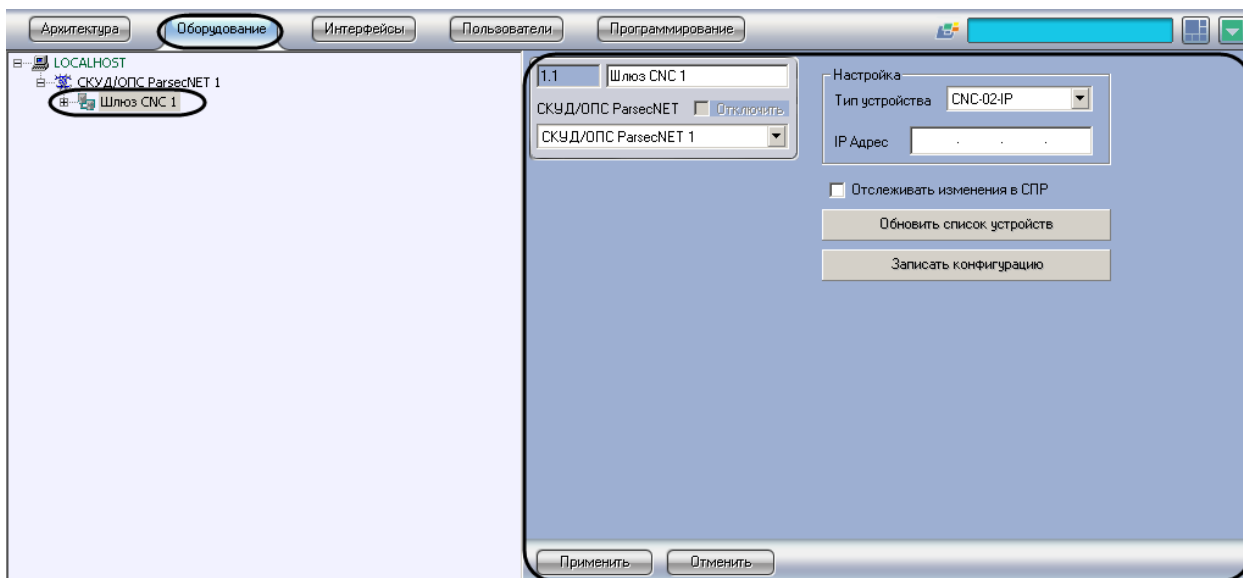 Архитектура Оборудование Интерфейсы Пользователи Программирование
LOCALHOST
СКУД/ОПС ParsecNET 1
Шлюз CNC 1
1.1 Шлюз CNC 1
СКУД/ОПС ParsecNET Отключить
СКУД/ОПС ParsecNET 1
Настройка
Тип устройства CNC-02-IP
IP Адрес . . .
Отслеживать изменения в СПР
Обновить список устройств
Записать конфигурацию
Применить Отменить